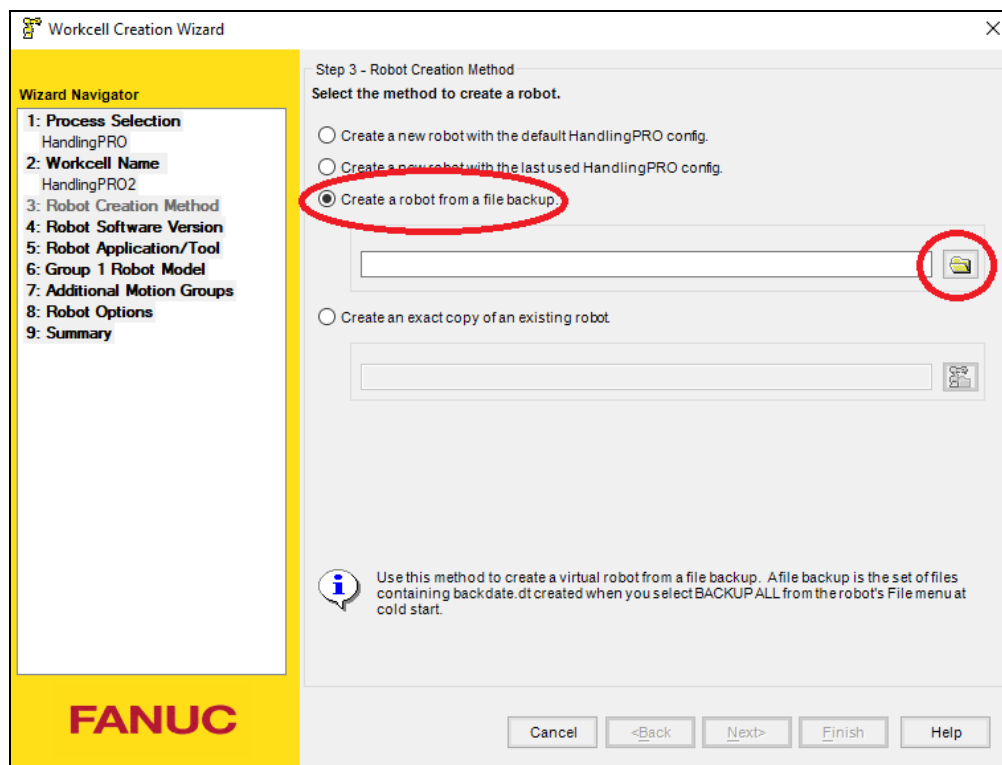 Workcell Creation Wizard
Wizard Navigator
1: Process Selection
HandlingPRO
2: Workcell Name
HandlingPRO2
3: Robot Creation Method
4: Robot Software Version
5: Robot Application/Tool
6: Group 1 Robot Model
7: Additional Motion Groups
8: Robot Options
9: Summary
FANUC
Step 3 - Robot Creation Method
Select the method to create a robot.
Create a new robot with the default HandlingPRO config.
Create a new robot with the last used HandlingPRO config.
Create a robot from a file backup.
Create an exact copy of an existing robot.
Use this method to create a virtual robot from a file backup. A file backup is the set of files
containing backdate.dt created when you select BACKUP ALL from the robot's File menu at
cold start.
Cancel
<Back
Next>
Finish
Help